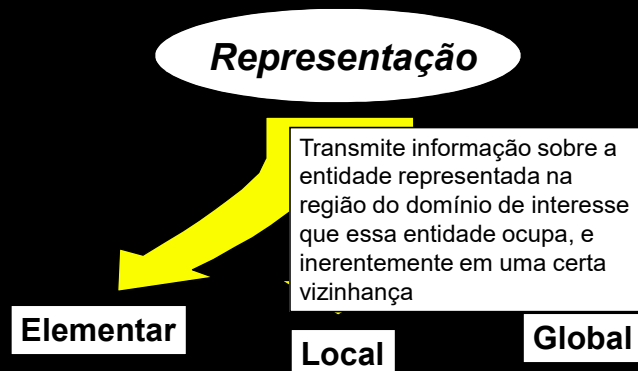 Representação
Transmite informação sobre a
entidade representada na
região do domínio de interesse
que essa entidade ocupa, e
inerentemente em uma certa
vizinhança
Elementar
Local
Global